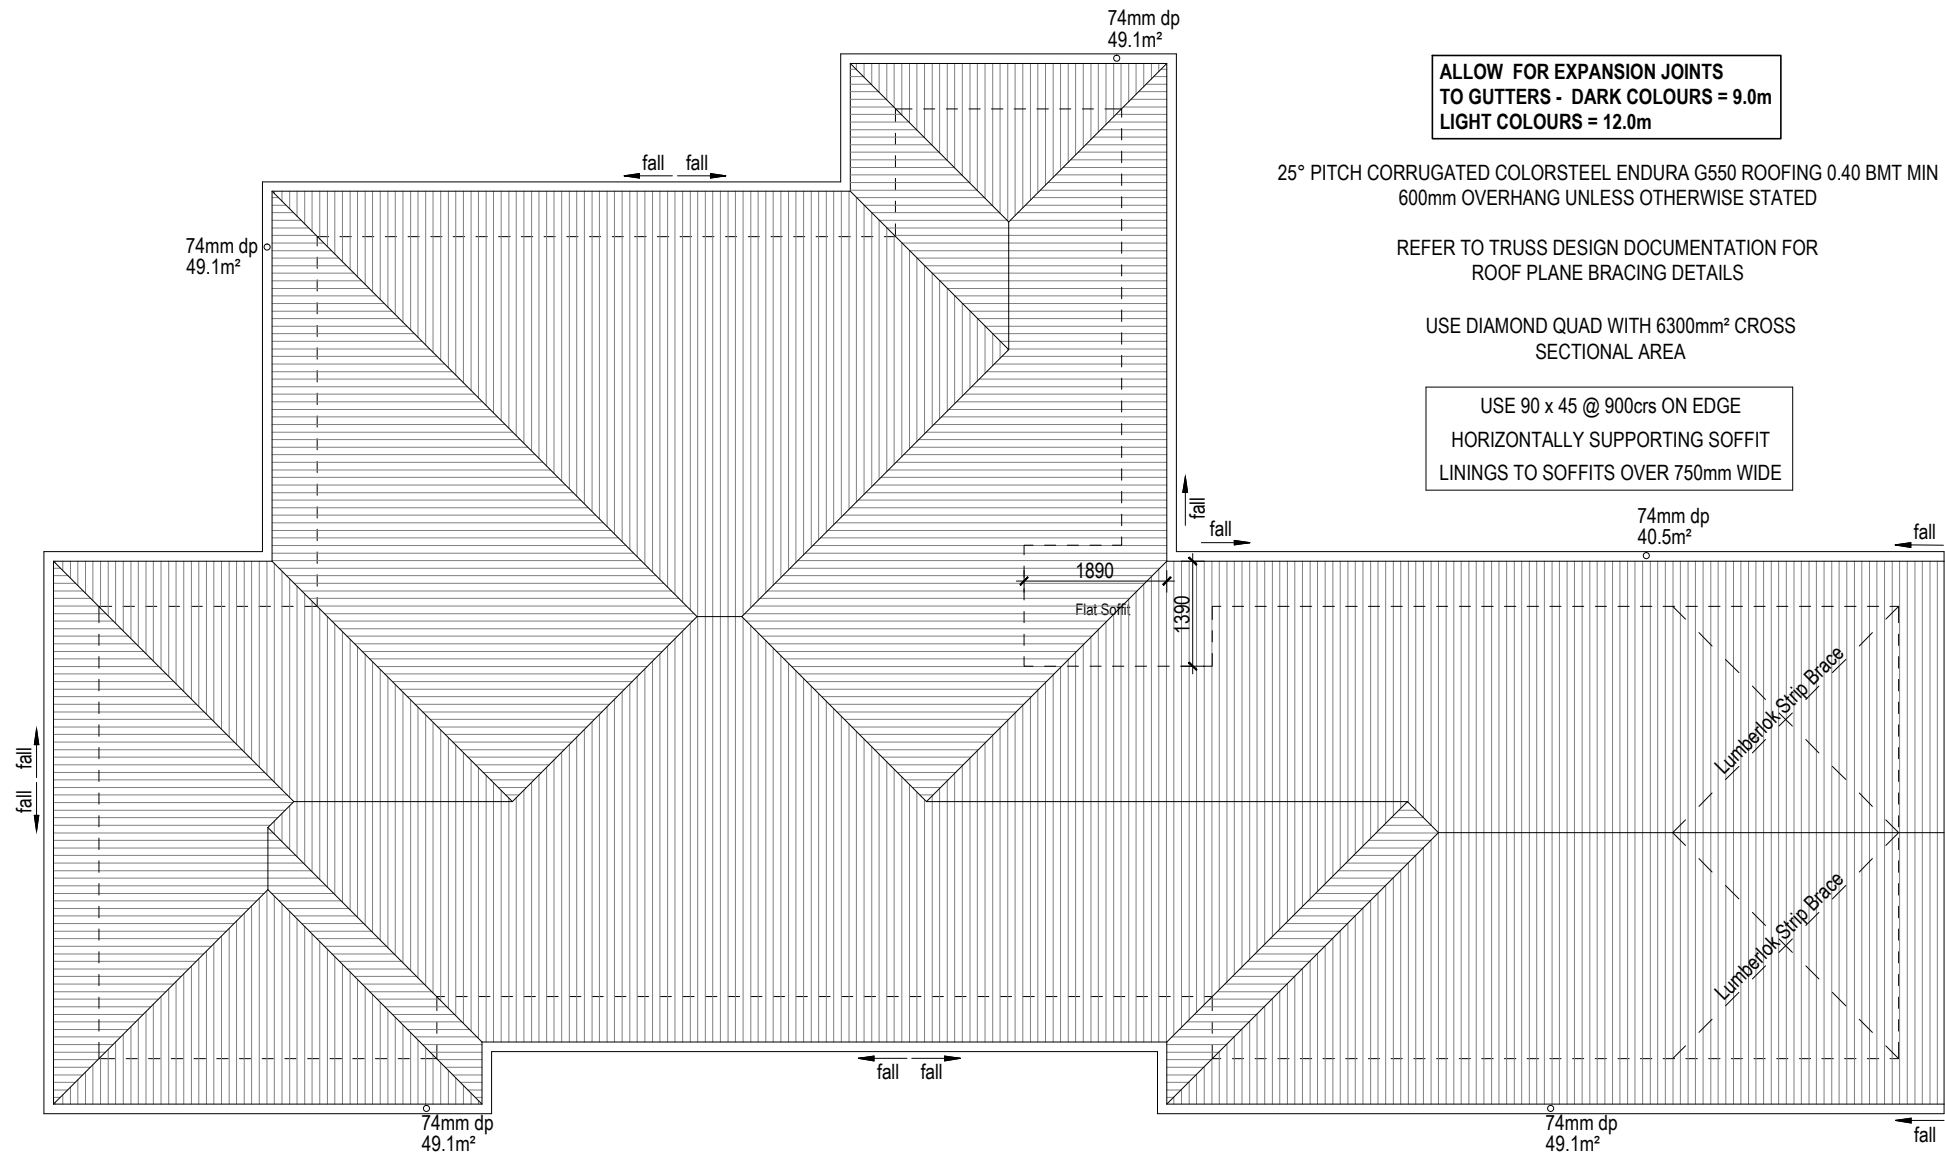 74mm dp
49.1m²
ALLOW FOR EXPANSION JOINTS
TO GUTTERS - DARK COLOURS = 9.0m
LIGHT COLOURS = 12.0m
fall fall
25° PITCH CORRUGATED COLORSTEEL ENDURA G550 ROOFING 0.40 BMT MIN
600mm OVERHANG UNLESS OTHERWISE STATED
74mm dp
49.1m²
REFER TO TRUSS DESIGN DOCUMENTATION FOR
ROOF PLANE BRACING DETAILS
USE DIAMOND QUAD WITH 6300mm² CROSS
SECTIONAL AREA
USE 90 x 45 @ 900crs ON EDGE
HORIZONTALLY SUPPORTING SOFFIT
LININGS TO SOFFITS OVER 750mm WIDE
fall
fall
74mm dp
40.5m²
fall
1890
Flat Soffit
1390
Lumberlok Strip Brace
fall
fall
Lumberlok Strip Brace
fall fall
74mm dp
49.1m²
74mm dp
49.1m²
fall